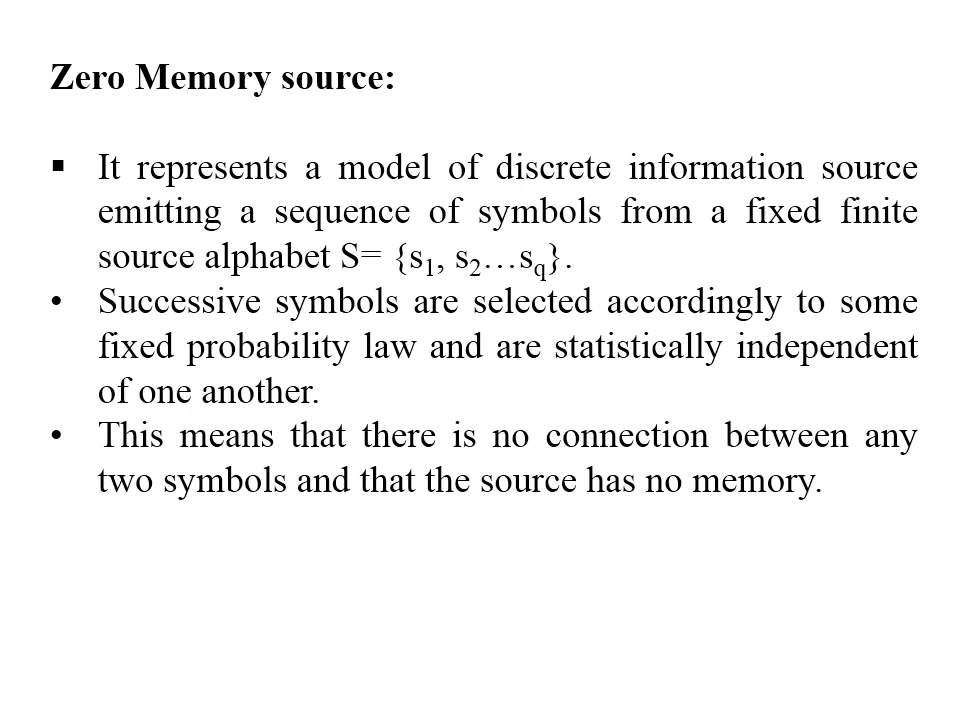 Zero Memory source:
▪ It represents a model of discrete information source
emitting a sequence of symbols from a fixed finite
source alphabet S= {s₁, s₂…s_q}.
• Successive symbols are selected accordingly to some
fixed probability law and are statistically independent
of one another.
• This means that there is no connection between any
two symbols and that the source has no memory.